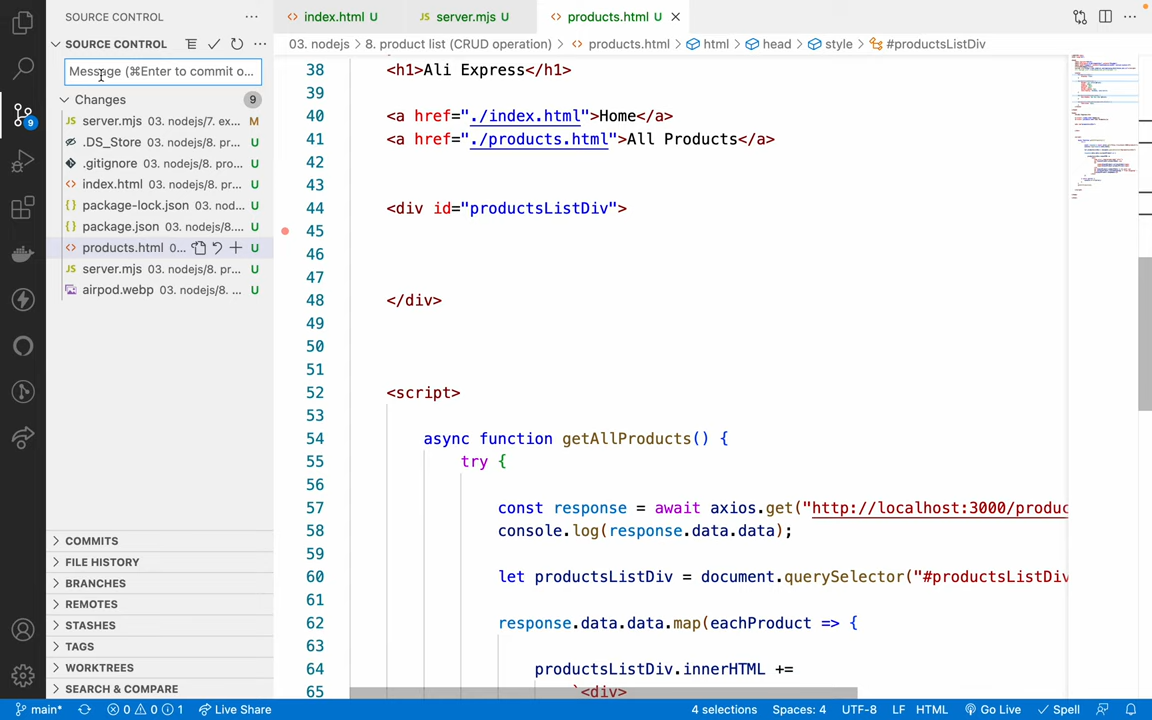 SOURCE CONTROL
···
SOURCE CONTROL
Message (⌘Enter to commit o...
Changes
9
server.mjs 03. nodejs/7. ex... M
.DS_Store 03. nodejs/8. pro... U
.gitignore 03. nodejs/8. pro... U
index.html 03. nodejs/8. pr... U
package-lock.json 03. nod... U
package.json 03. nodejs/8.... U
products.html 0... U
server.mjs 03. nodejs/8. pr... U
airpod.webp 03. nodejs/8. ... U
COMMITS
FILE HISTORY
BRANCHES
REMOTES
STASHES
TAGS
WORKTREES
SEARCH & COMPARE
9
index.html U
server.mjs U
products.html U
03. nodejs > 8. product list (CRUD operation) > products.html > html > head > style > #productsListDiv
38 <h1>Ali Express</h1>
39
40 <a href="./index.html">Home</a>
41 <a href="./products.html">All Products</a>
42
43
44 <div id="productsListDiv">
45
46
47
48 </div>
49
50
51
52 <script>
53
54 async function getAllProducts() {
55 try {
56
57 const response = await axios.get("http://localhost:3000/produc
58 console.log(response.data.data);
59
60 let productsListDiv = document.querySelector("#productsListDiv
61
62 response.data.data.map(eachProduct => {
63
64 productsListDiv.innerHTML +=
65 `<div>
main* 0 0 1 Live Share 4 selections Spaces: 4 UTF-8 LF HTML Go Live Spell